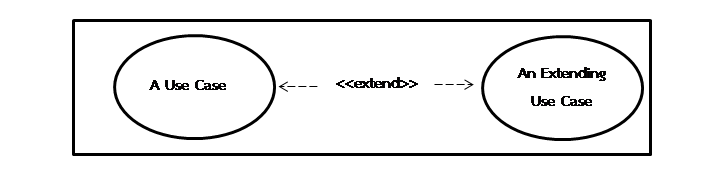 A Use Case
<<extend>>
An Extending
Use Case